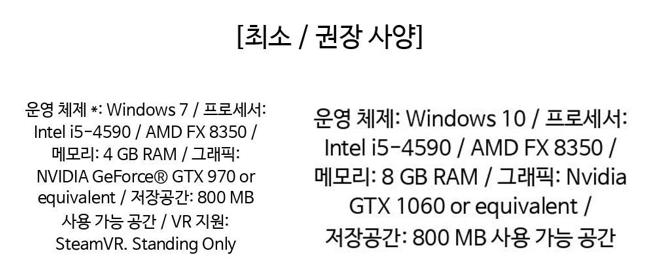 [최소 / 권장 사양]
운영 체제 *: Windows 7 / 프로세서:
Intel i5-4590 / AMD FX 8350 /
메모리: 4 GB RAM / 그래픽:
NVIDIA GeForce® GTX 970 or
equivalent / 저장공간: 800 MB
사용 가능 공간 / VR 지원:
SteamVR. Standing Only
운영 체제: Windows 10 / 프로세서:
Intel i5-4590 / AMD FX 8350 /
메모리: 8 GB RAM / 그래픽: Nvidia
GTX 1060 or equivalent /
저장공간: 800 MB 사용 가능 공간